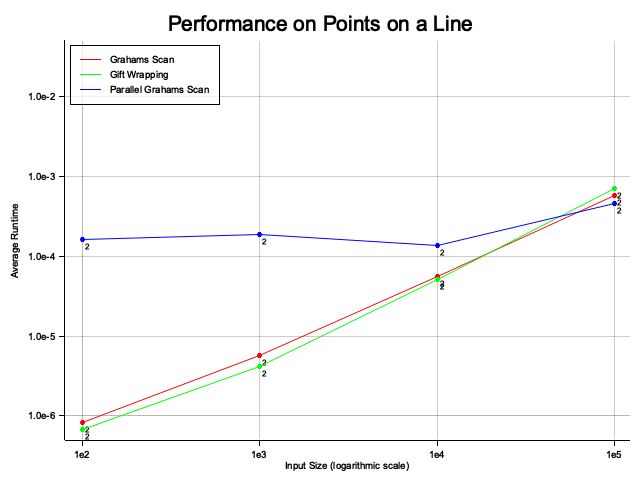 Performance on Points on a Line
Grahams Scan
Gift Wrapping
Parallel Grahams Scan
1.0e-2
1.0e-3
1.0e-4
1.0e-5
1.0e-6
Average Runtime
2
2
2
2
2
2
2
2
2
2
2
2
1e2
1e3
1e4
1e5
Input Size (logarithmic scale)